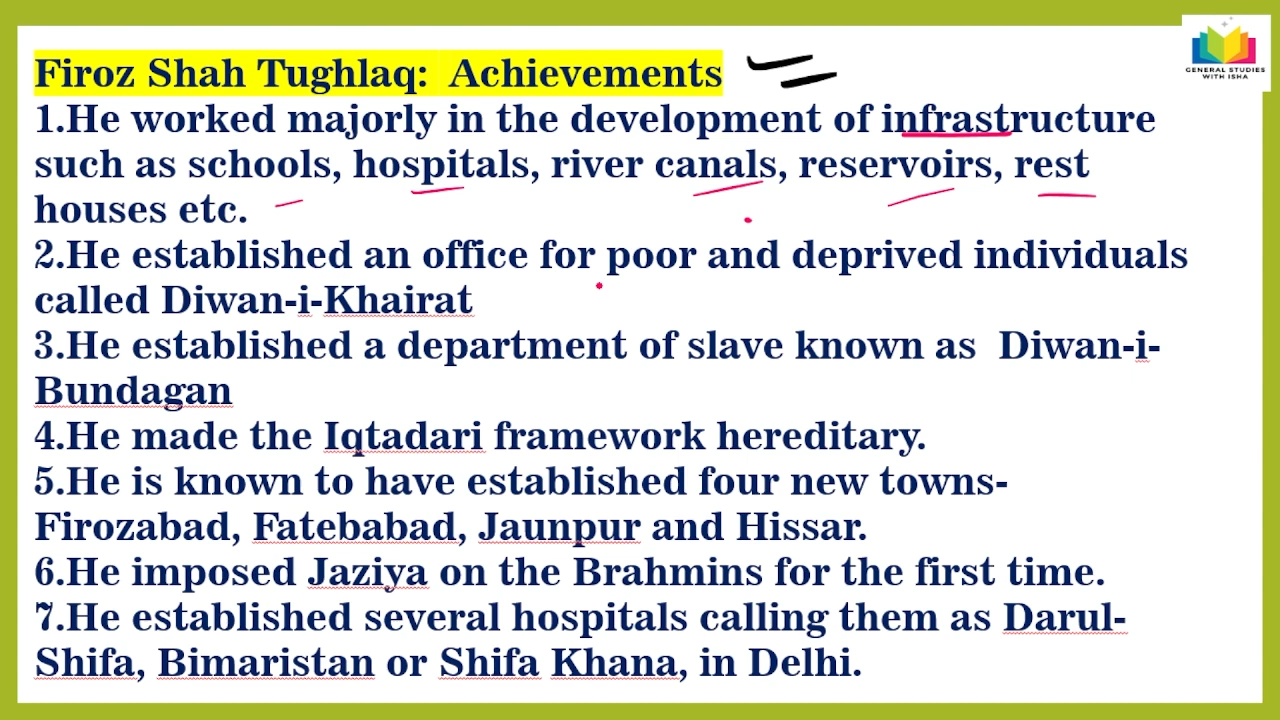 Firoz Shah Tughlaq: Achievements
1.He worked majorly in the development of infrastructure
such as schools, hospitals, river canals, reservoirs, rest
houses etc.
2.He established an office for poor and deprived individuals
called Diwan-i-Khairat
3.He established a department of slave known as Diwan-i-
Bundagan
4.He made the Iqtadari framework hereditary.
5.He is known to have established four new towns-
Firozabad, Fatebabad, Jaunpur and Hissar.
6.He imposed Jaziya on the Brahmins for the first time.
7.He established several hospitals calling them as Darul-
Shifa, Bimaristan or Shifa Khana, in Delhi.
GENERAL STUDIES
WITH ISHA